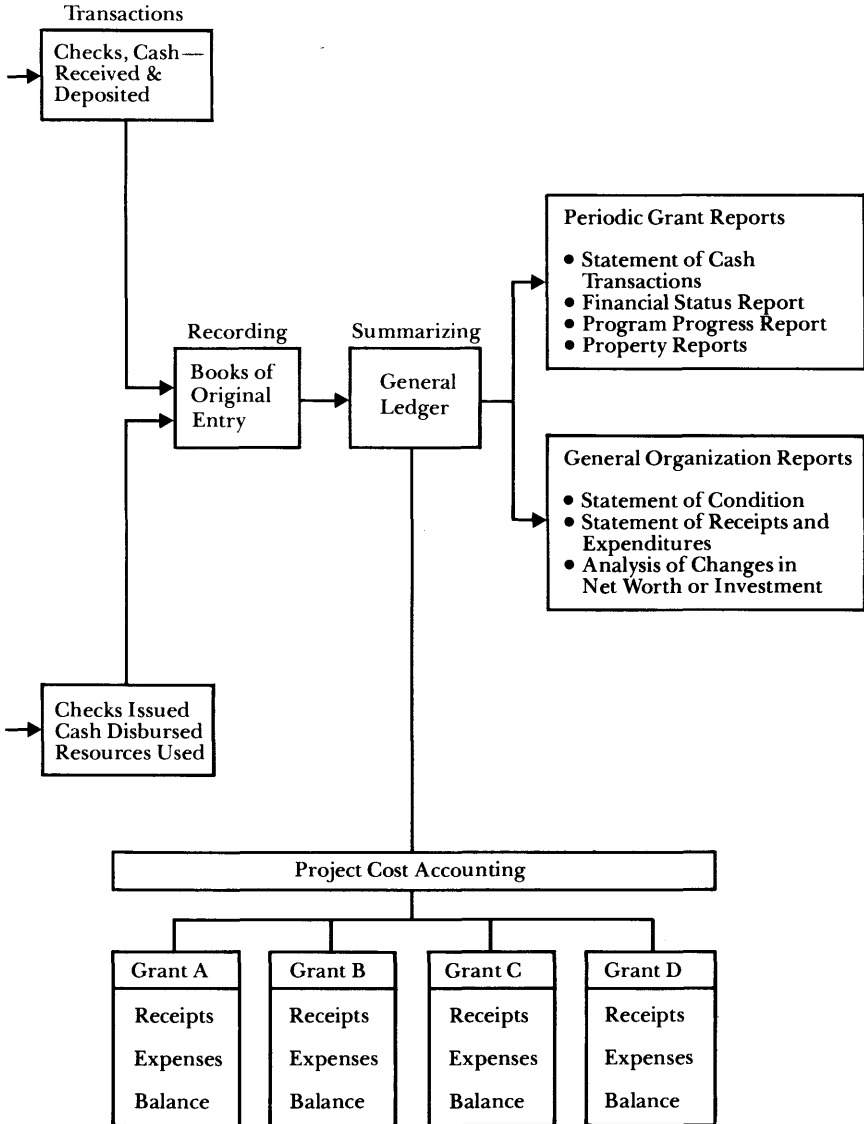 Transactions
Checks, Cash—
Received &
Deposited
Periodic Grant Reports
• Statement of Cash
Transactions
• Financial Status Report
• Program Progress Report
• Property Reports
Recording
Books of
Original
Entry
Summarizing
General
Ledger
General Organization Reports
• Statement of Condition
• Statement of Receipts and
Expenditures
• Analysis of Changes in
Net Worth or Investment
Checks Issued
Cash Disbursed
Resources Used
Project Cost Accounting
Grant A
Receipts
Expenses
Balance
Grant B
Receipts
Expenses
Balance
Grant C
Receipts
Expenses
Balance
Grant D
Receipts
Expenses
Balance